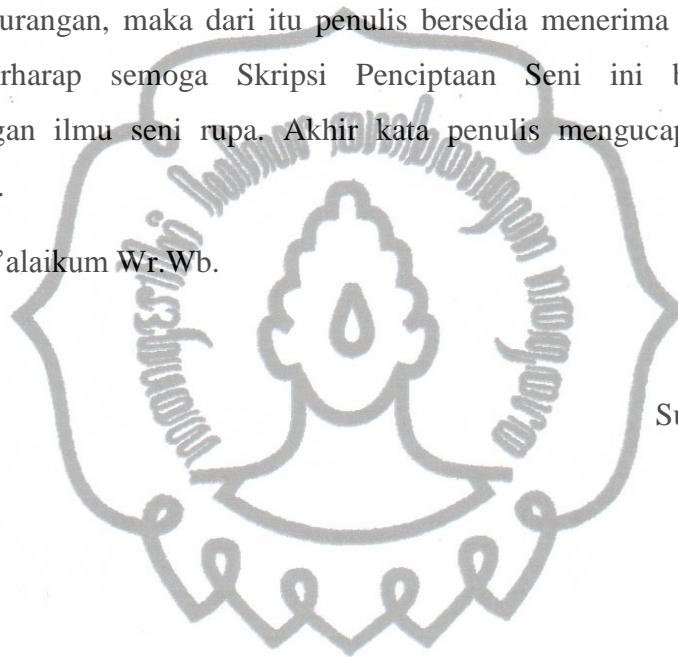 urangan, maka dari itu penulis bersedia menerima
erharap semoga Skripsi Penciptaan Seni ini b
gan ilmu seni rupa. Akhir kata penulis mengucap
.
’alaikum Wr.Wb.
Su